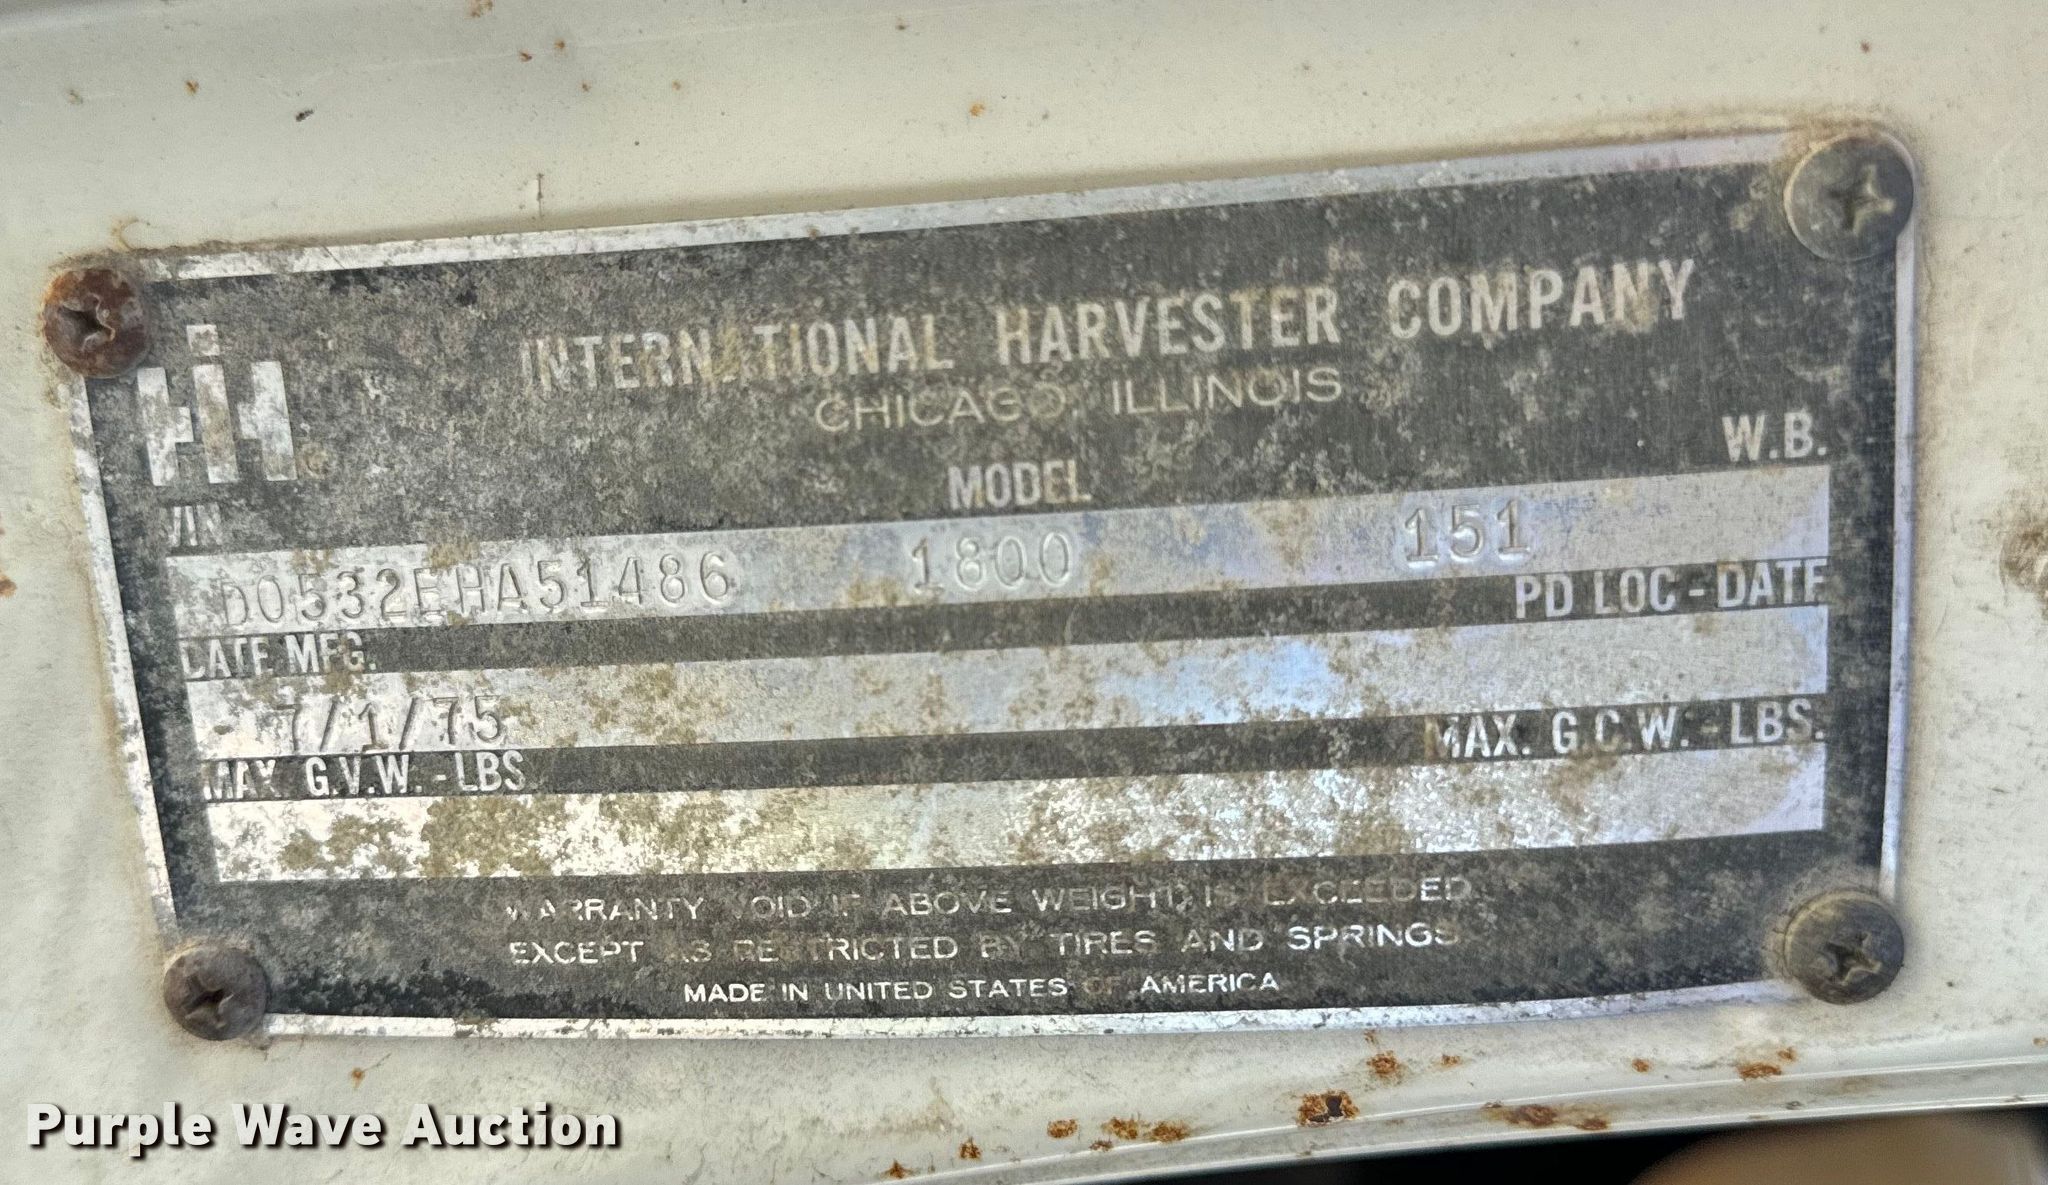 INTERNATIONAL HARVESTER COMPANY
CHICAGO, ILLINOIS
VIN MODEL W.B.
D0532EHA51486 1800 151
DATE MFG. PD LOC - DATE
7/1/75
MAX. G.V.W. - LBS. MAX. G.C.W. - LBS.
WARRANTY VOID IF ABOVE WEIGHT IS EXCEEDED
EXCEPT AS RESTRICTED BY TIRES AND SPRINGS
MADE IN UNITED STATES OF AMERICA
Purple Wave Auction